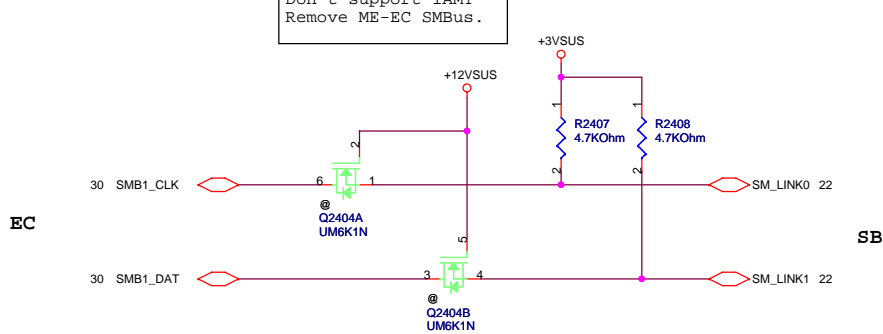 Don't support iAMT
Remove ME-EC SMBus.
+3VSUS
+12VSUS
1
1
R2407
4.7KOhm
R2408
4.7KOhm
2
2
2
30 SMB1_CLK
6
1
SM_LINK0 22
@
Q2404A
UM6K1N
EC
SB
5
30 SMB1_DAT
3
4
SM_LINK1 22
@
Q2404B
UM6K1N